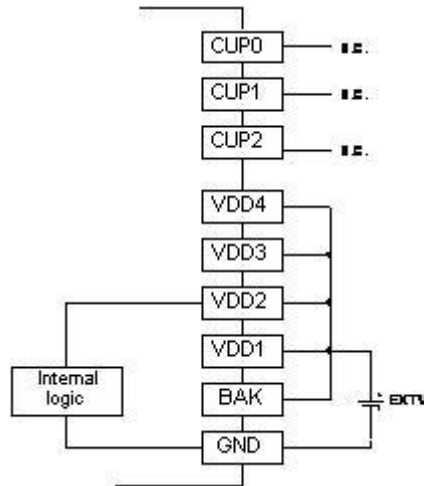 CUP0
CUP1
CUP2
VDD4
VDD3
VDD2
VDD1
Internal
logic
BAK
EXTV
GND